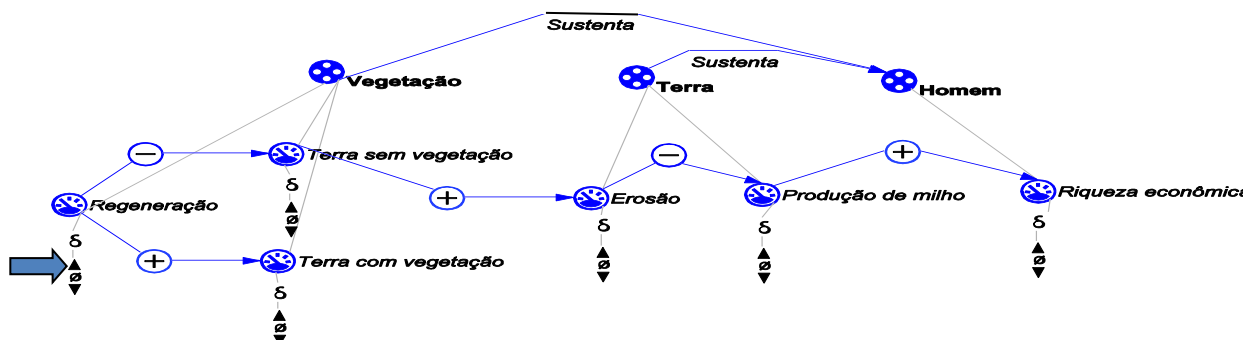 Sustenta
Sustenta
Vegetação
Terra
Homem
−
Terra sem vegetação
−
+
Regeneração
+
Erosão
Produção de milho
Riqueza econômica
δ
δ
δ
δ
δ
+
Terra com vegetação
δ
ø
ø
ø
ø
ø
ø